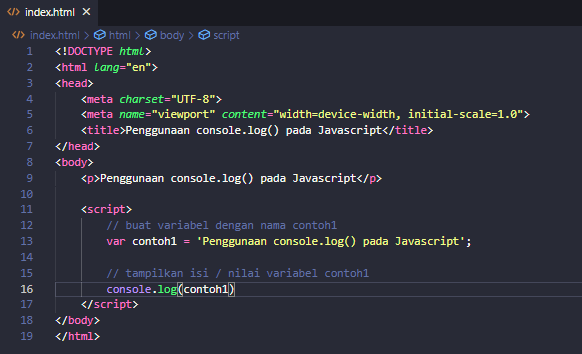 index.html ×
index.html > html > body > script
1 <!DOCTYPE html>
2 <html lang="en">
3 <head>
4     <meta charset="UTF-8">
5     <meta name="viewport" content="width=device-width, initial-scale=1.0">
6     <title>Penggunaan console.log() pada Javascript</title>
7 </head>
8 <body>
9     <p>Penggunaan console.log() pada Javascript</p>
10
11     <script>
12         // buat variabel dengan nama contoh1
13         var contoh1 = 'Penggunaan console.log() pada Javascript';
14
15         // tampilkan isi / nilai variabel contoh1
16         console.log(contoh1)
17     </script>
18 </body>
19 </html>